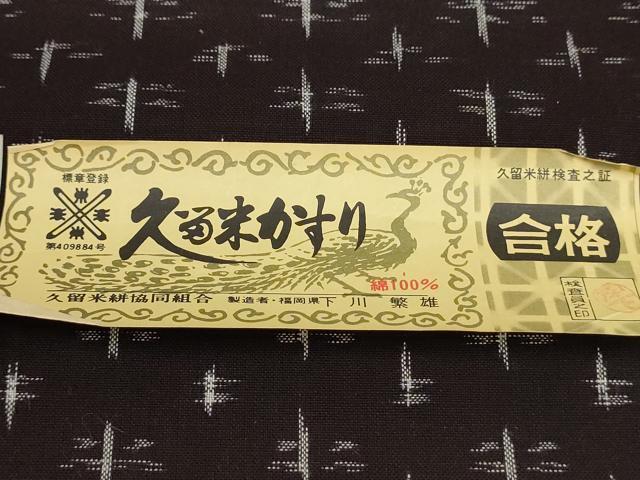 標章登録
第409884号
久留米かすり
綿100%
久留米絣協同組合 製造者・福岡県下川繁雄
久留米絣検査之証
合格
検査員之印